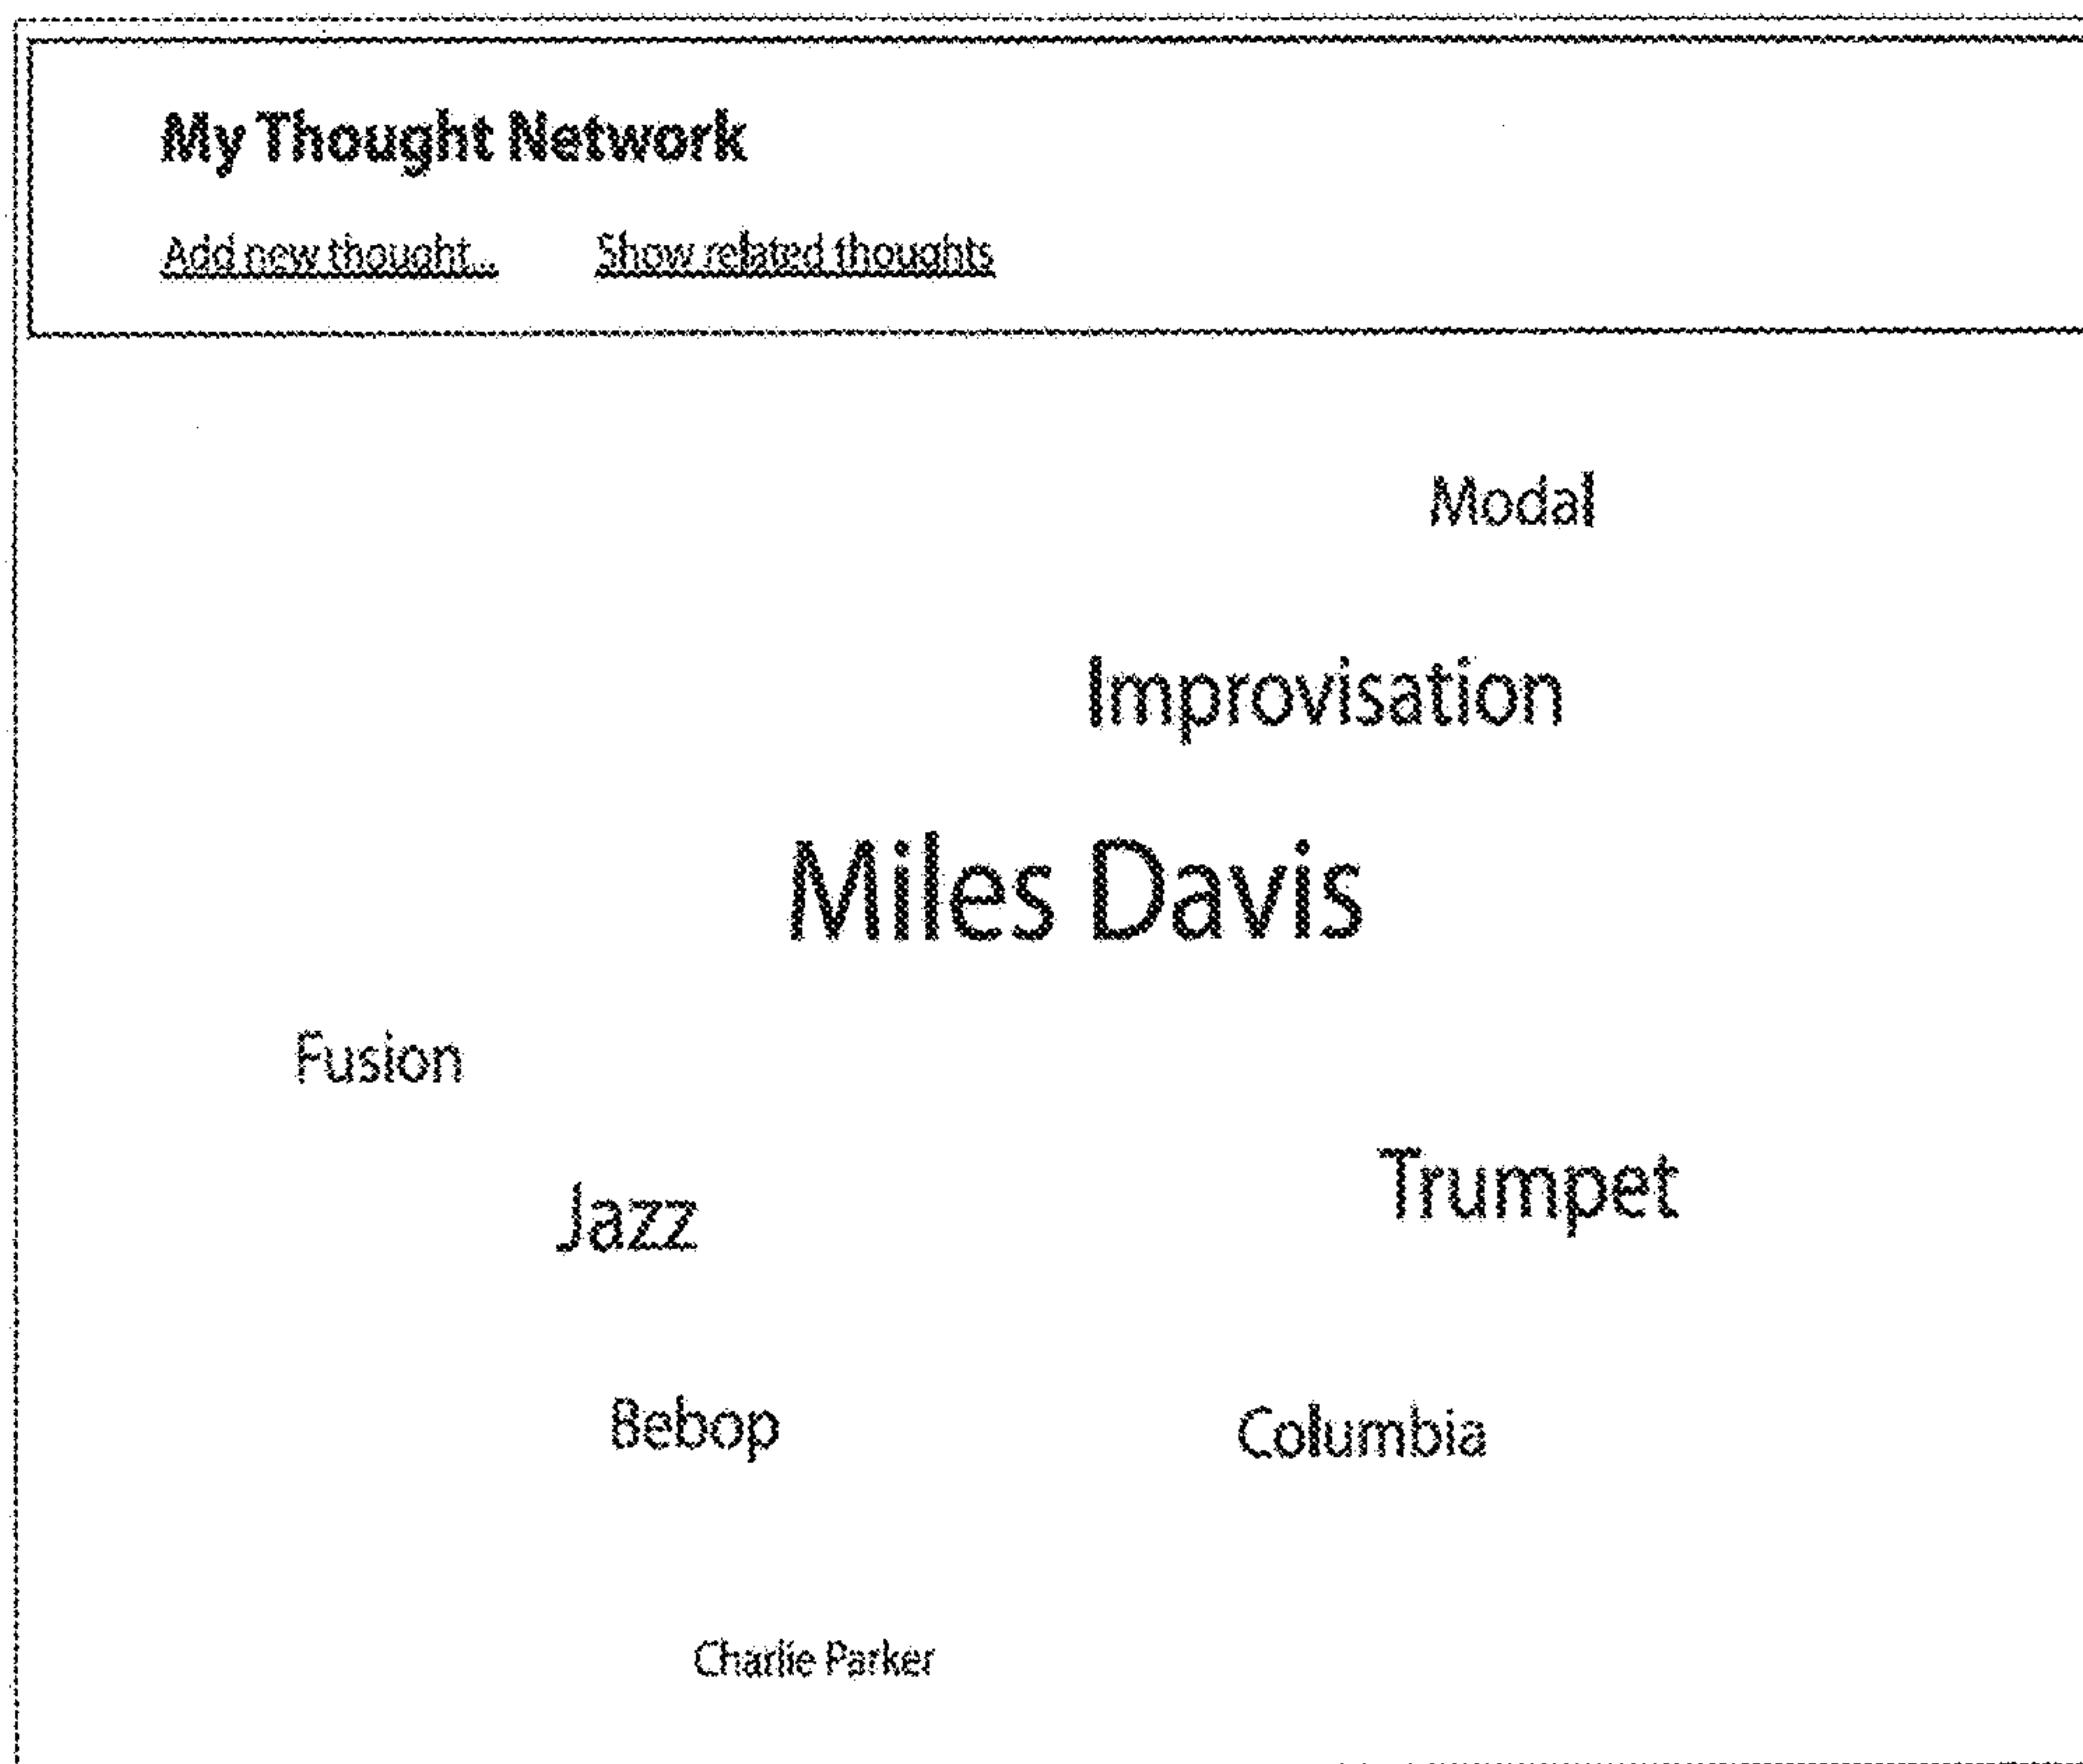 My Thought Network
Add new thought... Show related thoughts
Modal
Improvisation
Miles Davis
Fusion
Trumpet
Jazz
Bebop
Columbia
Charlie Parker